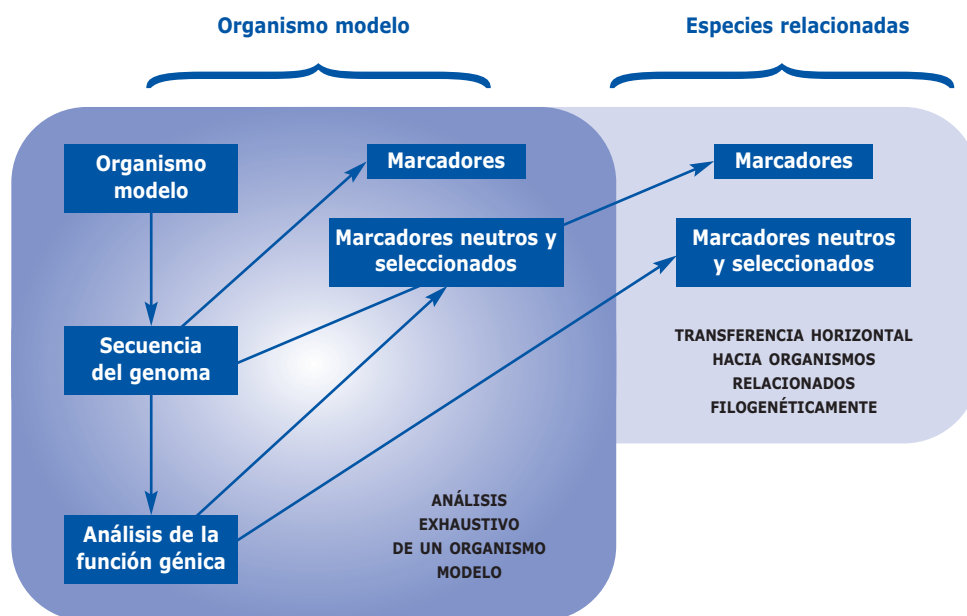 Organismo modelo
Especies relacionadas
Organismo
modelo
Marcadores
Marcadores
Marcadores neutros y
seleccionados
Marcadores neutros
y seleccionados
Secuencia
del genoma
TRANSFERENCIA HORIZONTAL
HACIA ORGANISMOS
RELACIONADOS
FILOGENÉTICAMENTE
Análisis de la
función génica
ANÁLISIS
EXHAUSTIVO
DE UN ORGANISMO
MODELO